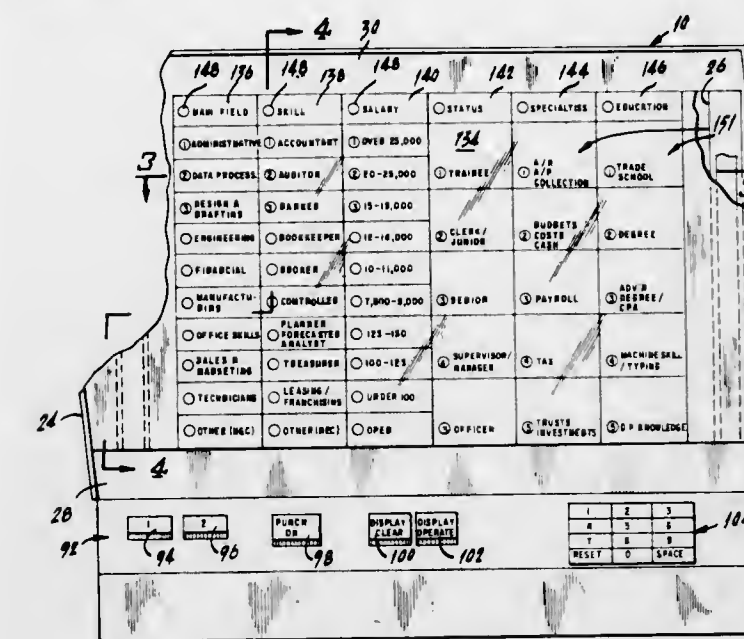 4
30
10
148 136 148 138 148 140 142 144 146 26
MAIN FIELD SKILL SALARY STATUS SPECIALTIES EDUCATION
151
134
3
1 ADMINISTRATIVE 1 ACCOUNTANT 1 OVER 25,000
1 TRAINEE 1 A/R A/P COLLECTION 1 TRADE SCHOOL
2 DATA PROCESS. 2 AUDITOR 2 20-25,000
3 DESIGN & DRAFTING 3 BANKER 3 15-19,000
2 CLERK/ JUNIOR 2 BUDGETS COSTS CASH 2 DEGREE
ENGINEERING BOOKKEEPER 12-14,000
FINANCIAL BROKER 10-11,000
MANUFACTURING CONTROLLER
3 SENIOR 3 PAYROLL 3 ADV'D DEGREE/ CPA
OFFICE SKILLS PLANNER FORECASTER ANALYST 125-150
SALES & MARKETING TREASURER 100-125
4 SUPERVISOR/ MANAGER 4 TAX 4 MACHINE SKILL /TYPING
TECHNICIANS LEASING/ FRANCHISING UNDER 100
OTHER (MEC) OTHER (MEC) OPEN
5 OFFICER 5 TRUSTS INVESTMENTS 5 D P KNOWLEDGE
24
4
28
92
1 2 PUNCH DISPLAY CLEAR DISPLAY OPERATE
94 96 98 100 102
1 2 3
5 6
8 9
RESET 0 SPACE
104